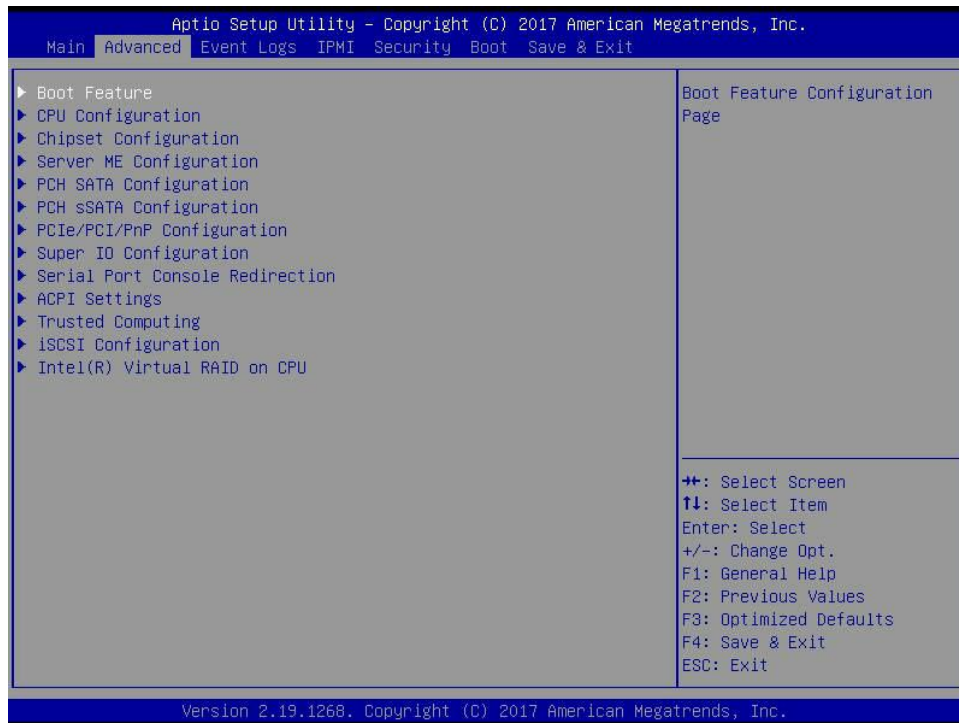 Aptio Setup Utility – Copyright (C) 2017 American Megatrends, Inc.
Main Advanced Event Logs IPMI Security Boot Save & Exit
▶ Boot Feature
▶ CPU Configuration
▶ Chipset Configuration
▶ Server ME Configuration
▶ PCH SATA Configuration
▶ PCH sSATA Configuration
▶ PCIe/PCI/PnP Configuration
▶ Super IO Configuration
▶ Serial Port Console Redirection
▶ ACPI Settings
▶ Trusted Computing
▶ iSCSI Configuration
▶ Intel(R) Virtual RAID on CPU
Boot Feature Configuration
Page
→←: Select Screen
↑↓: Select Item
Enter: Select
+/-: Change Opt.
F1: General Help
F2: Previous Values
F3: Optimized Defaults
F4: Save & Exit
ESC: Exit
Version 2.19.1268. Copyright (C) 2017 American Megatrends, Inc.